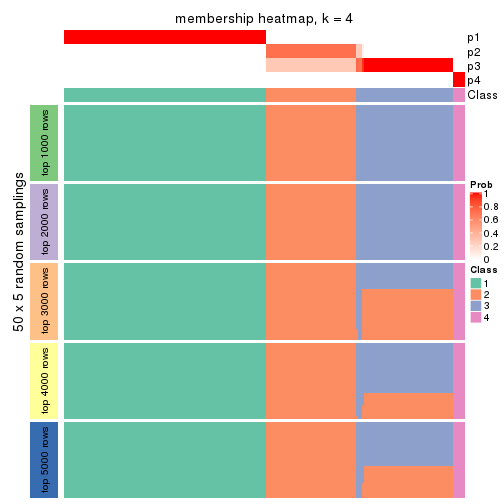 membership heatmap, k = 4
p1
p2
p3
p4
Class
50 x 5 random samplings
top 1000 rows
top 2000 rows
top 3000 rows
top 4000 rows
top 5000 rows
Prob
1
0.8
0.6
0.4
0.2
0
Class
1
2
3
4